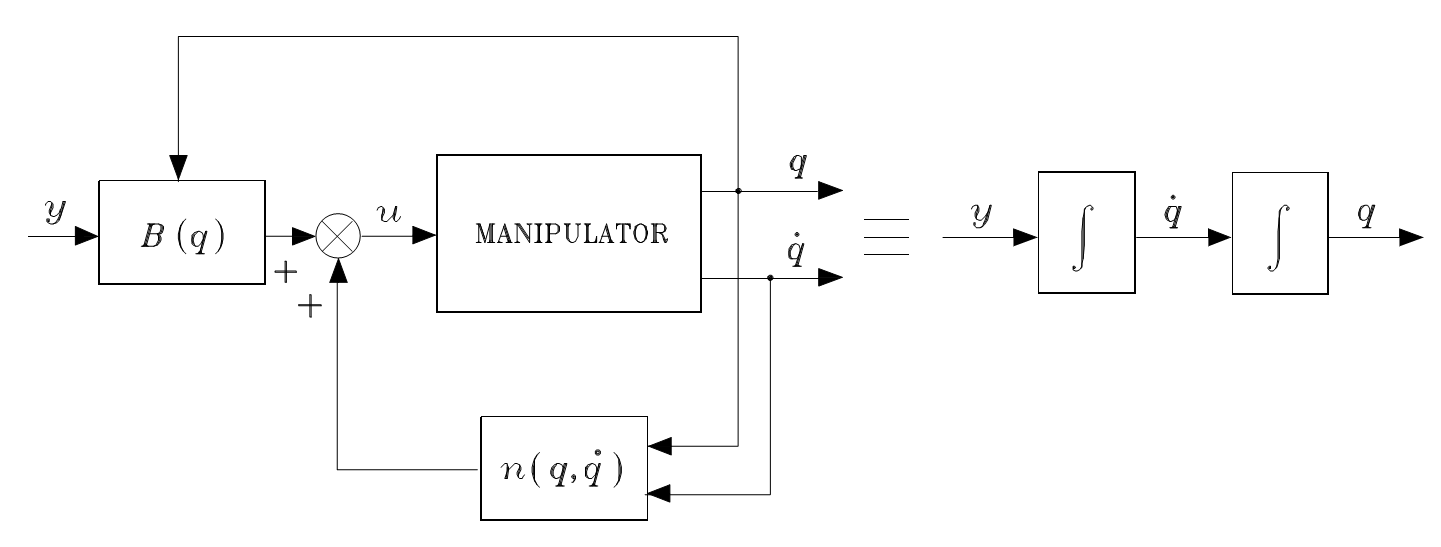 y
B (q)
+
+
u
MANIPULATOR
q
q̇
n( q, q̇ )
≡
y
∫
q̇
∫
q